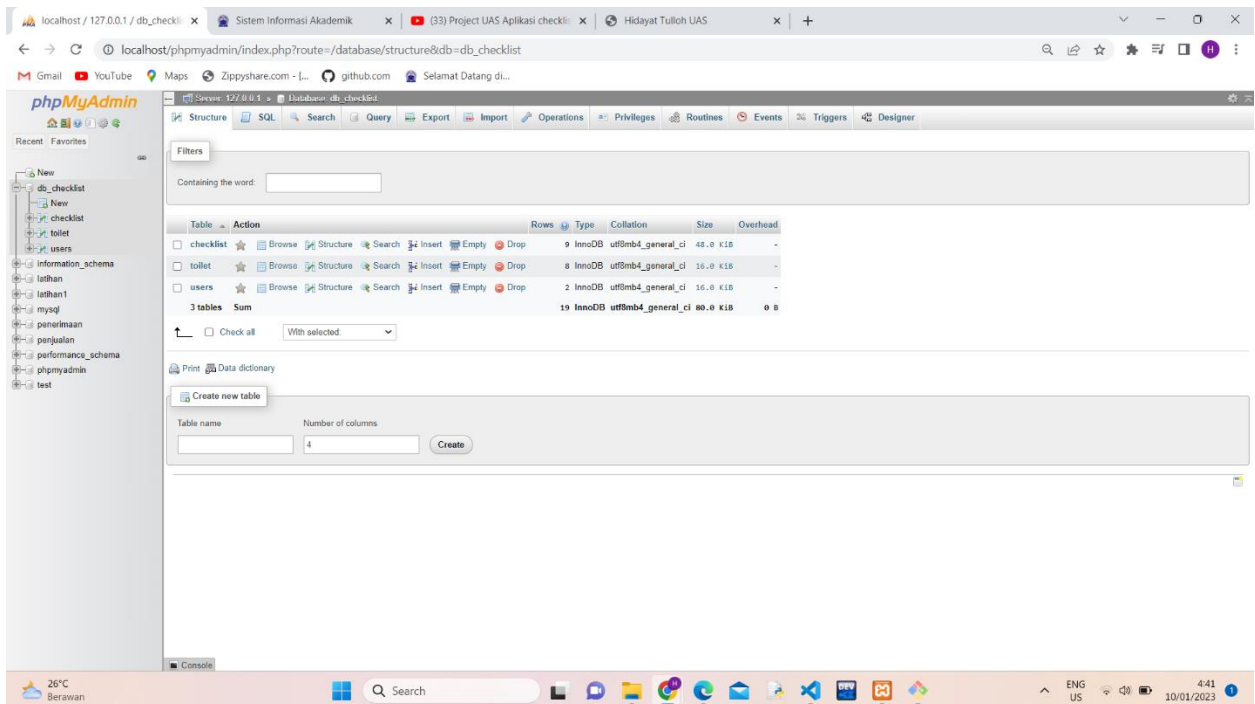 localhost / 127.0.0.1 / db_checkli
Sistem Informasi Akademik
(33) Project UAS Aplikasi checklis
Hidayat Tulloh UAS
localhost/phpmyadmin/index.php?route=/database/structure&db=db_checklist
H
Gmail YouTube Maps Zippyshare.com - [... github.com Selamat Datang di...
phpMyAdmin
Server: 127.0.0.1 » Database: db_checklist
Structure SQL Search Query Export Import Operations Privileges Routines Events Triggers Designer
Recent Favorites
New
db_checklist
New
checklist
toilet
users
information_schema
latihan
latihan1
mysql
penerimaan
penjualan
performance_schema
phpmyadmin
test
Filters
Containing the word:
Table Action Rows Type Collation Size Overhead
checklist Browse Structure Search Insert Empty Drop 9 InnoDB utf8mb4_general_ci 48.0 KiB -
toilet Browse Structure Search Insert Empty Drop 8 InnoDB utf8mb4_general_ci 16.0 KiB -
users Browse Structure Search Insert Empty Drop 2 InnoDB utf8mb4_general_ci 16.0 KiB -
3 tables Sum 19 InnoDB utf8mb4_general_ci 80.0 KiB 0 B
Check all With selected:
Print Data dictionary
Create new table
Table name Number of columns
4 Create
Console
26°C
Berawan
Search
DEV
ENG
US
4:41
10/01/2023
1